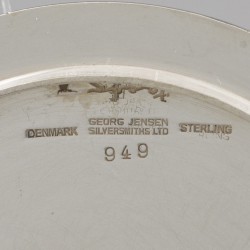 DENMARK GEORG JENSEN SILVERSMITHS LTD STERLING
949